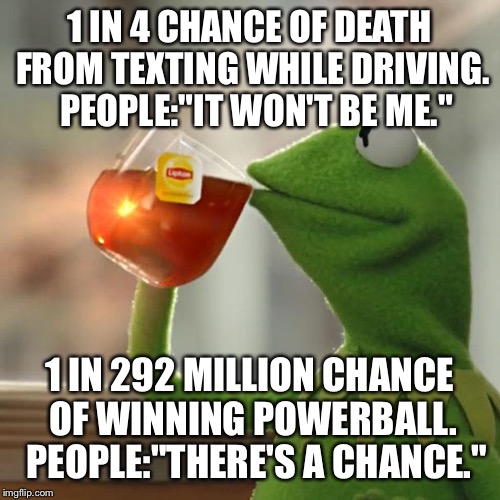 1 IN 4 CHANCE OF DEATH
FROM TEXTING WHILE DRIVING.
PEOPLE:"IT WON'T BE ME."
Lipton
1 IN 292 MILLION CHANCE
OF WINNING POWERBALL.
PEOPLE:"THERE'S A CHANCE."
imgflip.com